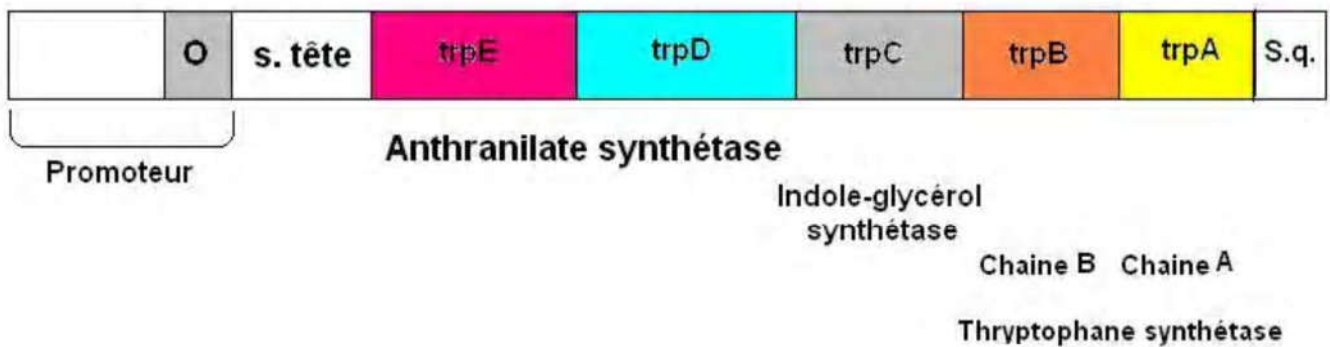 O s. tête trpE trpD trpC trpB trpA S.q.
Promoteur
Anthranilate synthétase
Indole-glycérol
synthétase
Chaine B Chaine A
Thryptophane synthétase